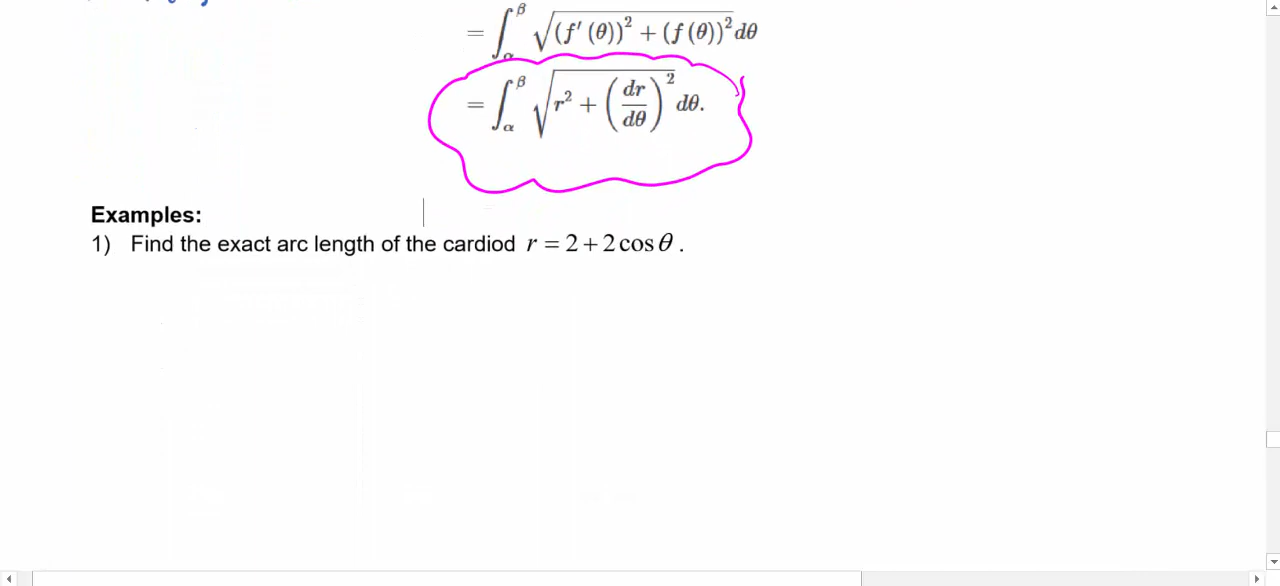 = ∫_α^β √((f′(θ))² + (f(θ))²) dθ
= ∫_α^β √(r² + (dr/dθ)²) dθ.
Examples:
1) Find the exact arc length of the cardiod r = 2 + 2 cos θ .